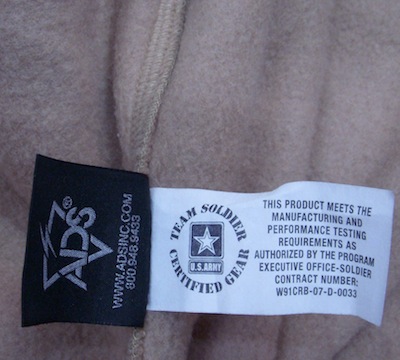 ADS®
WWW.ADSINC.COM
800.948.9433
TEAM SOLDIER
U.S. ARMY
CERTIFIED GEAR
THIS PRODUCT MEETS THE
MANUFACTURING AND
PERFORMANCE TESTING
REQUIREMENTS AS
AUTHORIZED BY THE PROGRAM
EXECUTIVE OFFICE-SOLDIER
CONTRACT NUMBER:
W91CRB-07-D-0033